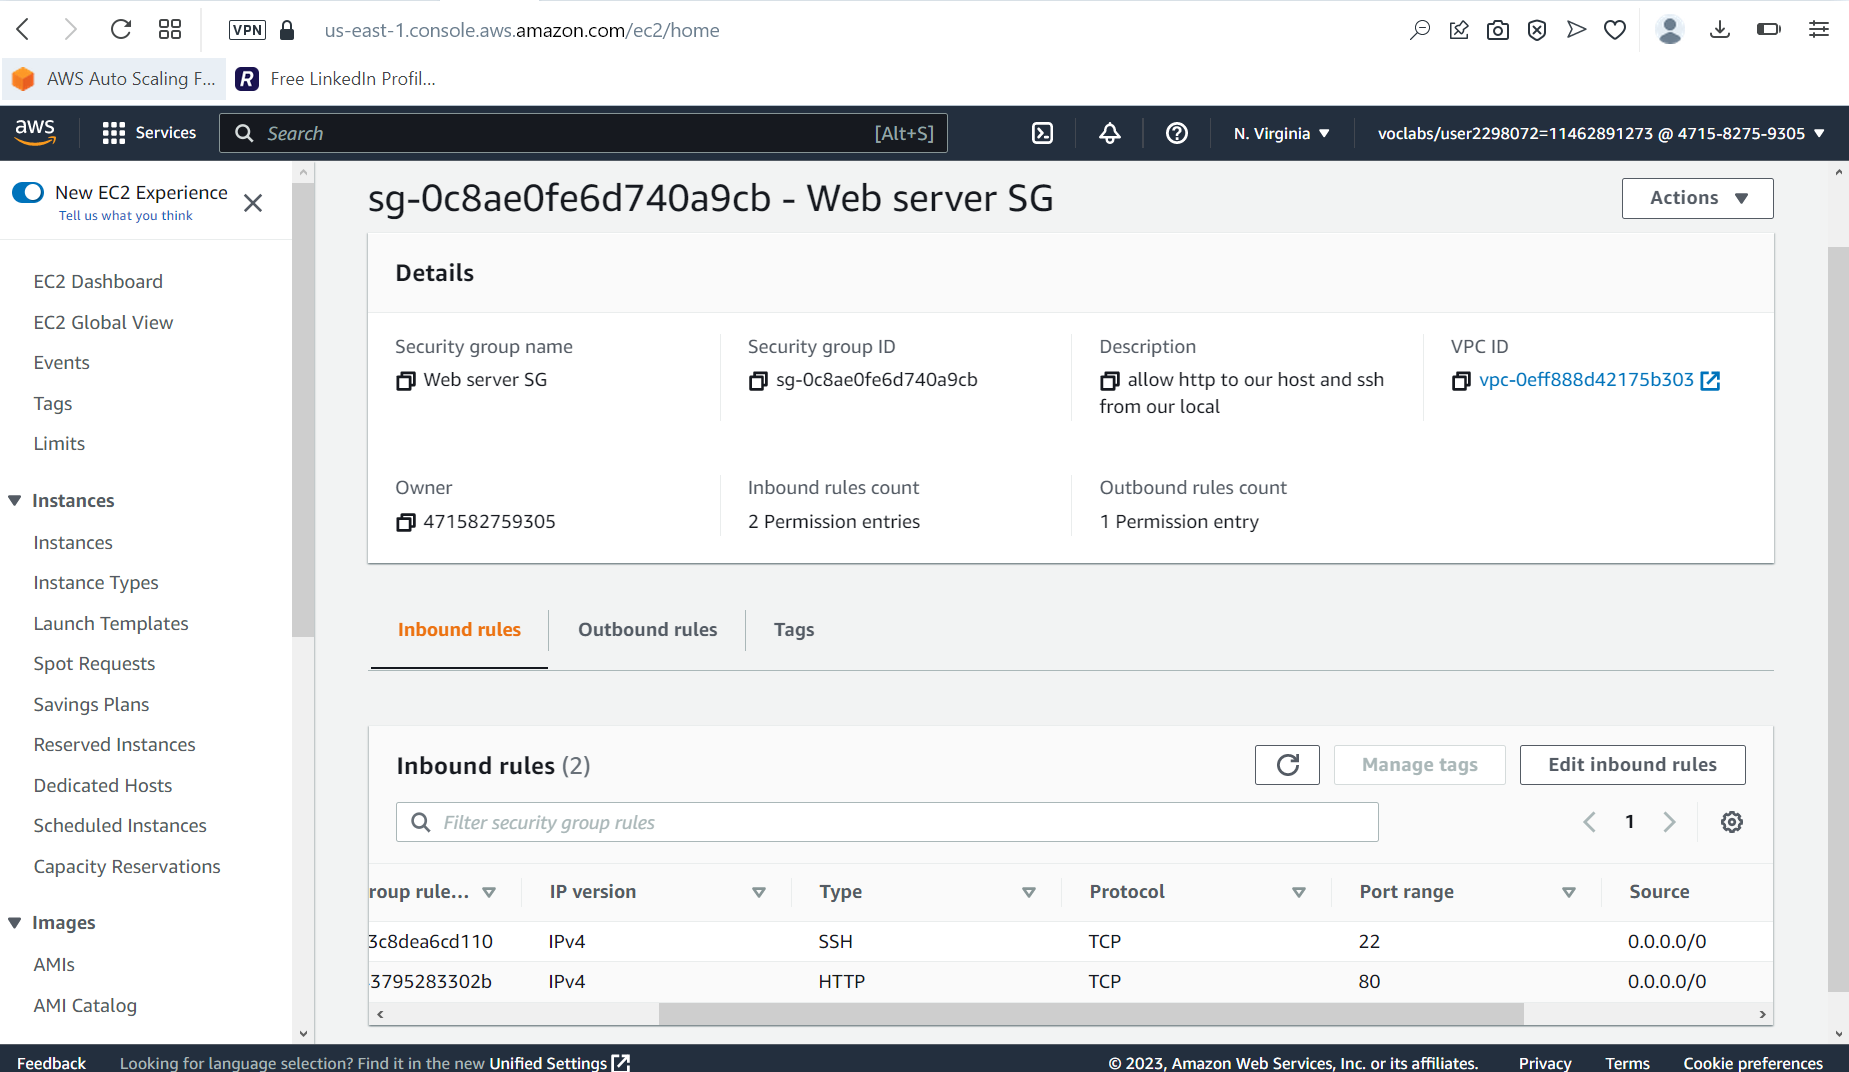 VPN us-east-1.console.aws.amazon.com/ec2/home
AWS Auto Scaling F... R Free LinkedIn Profil...
aws Services Search [Alt+S] N. Virginia voclabs/user2298072=11462891273 @ 4715-8275-9305
New EC2 Experience
Tell us what you think
EC2 Dashboard
EC2 Global View
Events
Tags
Limits
Instances
Instances
Instance Types
Launch Templates
Spot Requests
Savings Plans
Reserved Instances
Dedicated Hosts
Scheduled Instances
Capacity Reservations
Images
AMIs
AMI Catalog
sg-0c8ae0fe6d740a9cb - Web server SG
Actions
Details
Security group name
Web server SG
Security group ID
sg-0c8ae0fe6d740a9cb
Description
allow http to our host and ssh
from our local
VPC ID
vpc-0eff888d42175b303
Owner
471582759305
Inbound rules count
2 Permission entries
Outbound rules count
1 Permission entry
Inbound rules Outbound rules Tags
Inbound rules (2)
Manage tags Edit inbound rules
Filter security group rules
1
roup rule... IP version Type Protocol Port range Source
3c8dea6cd110 IPv4 SSH TCP 22 0.0.0.0/0
3795283302b IPv4 HTTP TCP 80 0.0.0.0/0
Feedback Looking for language selection? Find it in the new Unified Settings © 2023, Amazon Web Services, Inc. or its affiliates. Privacy Terms Cookie preferences